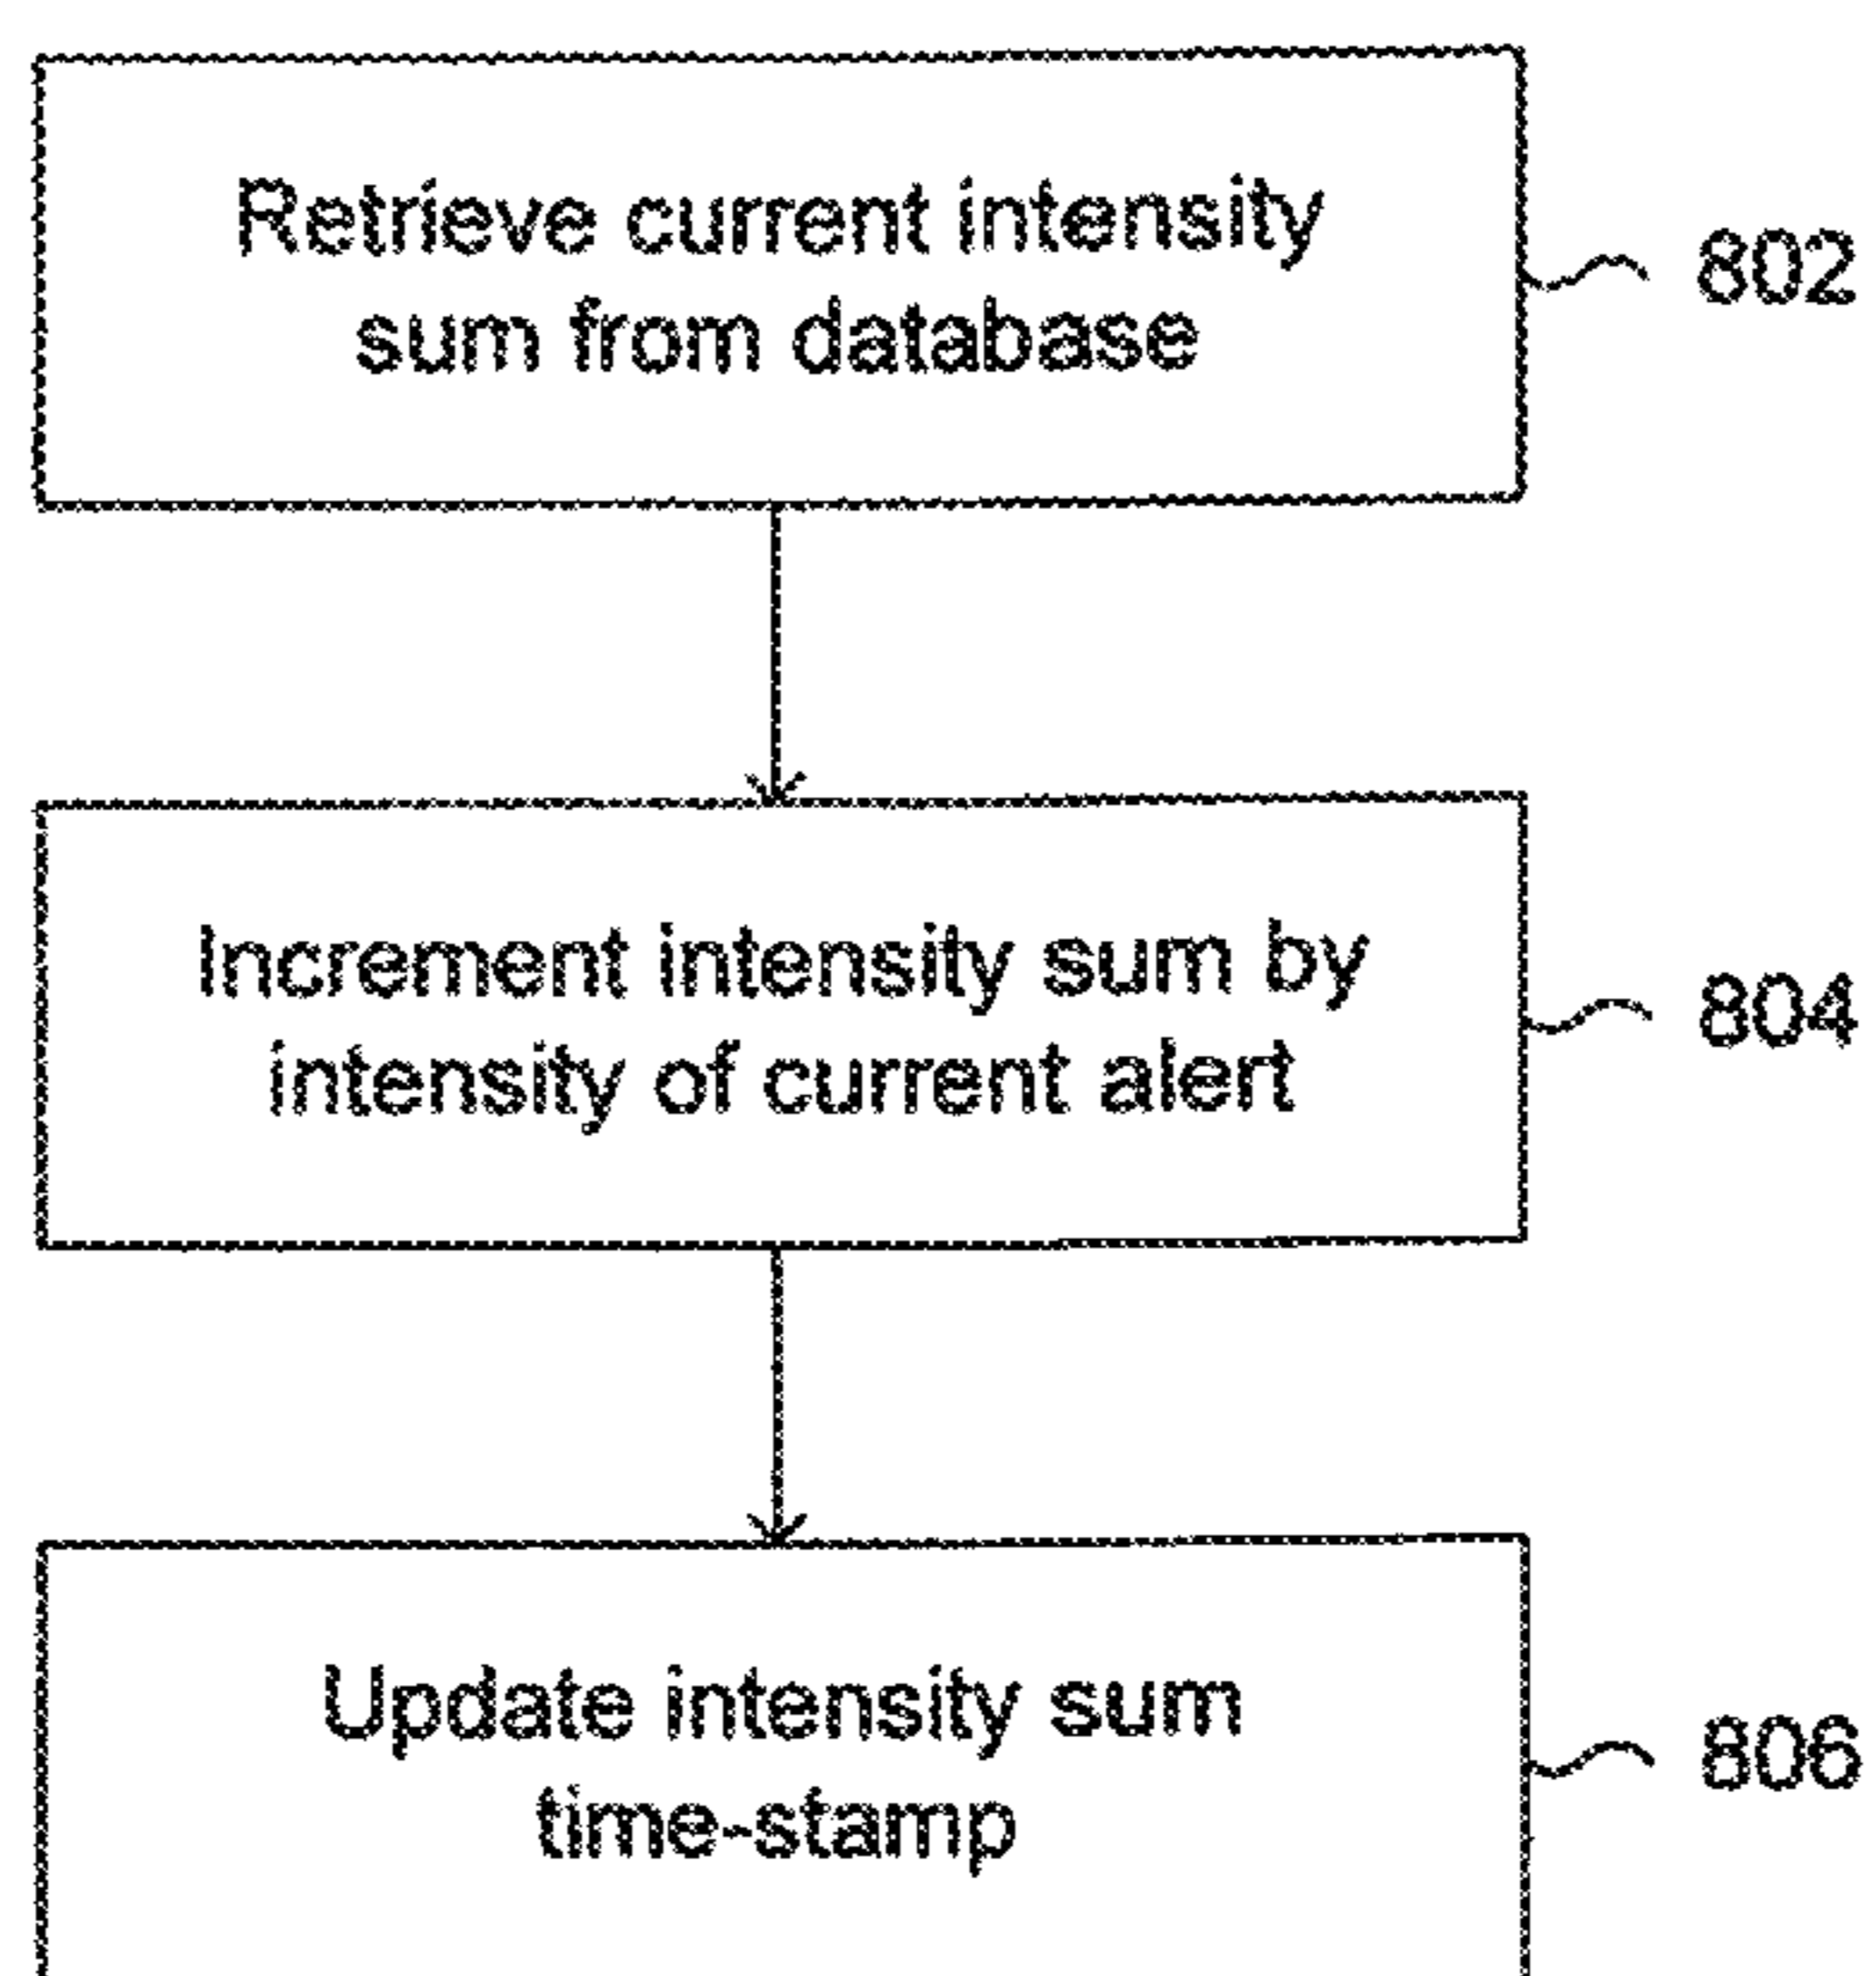 Retrieve current intensity
sum from database
802
Increment intensity sum by
intensity of current alert
804
Update intensity sum
time-stamp
806